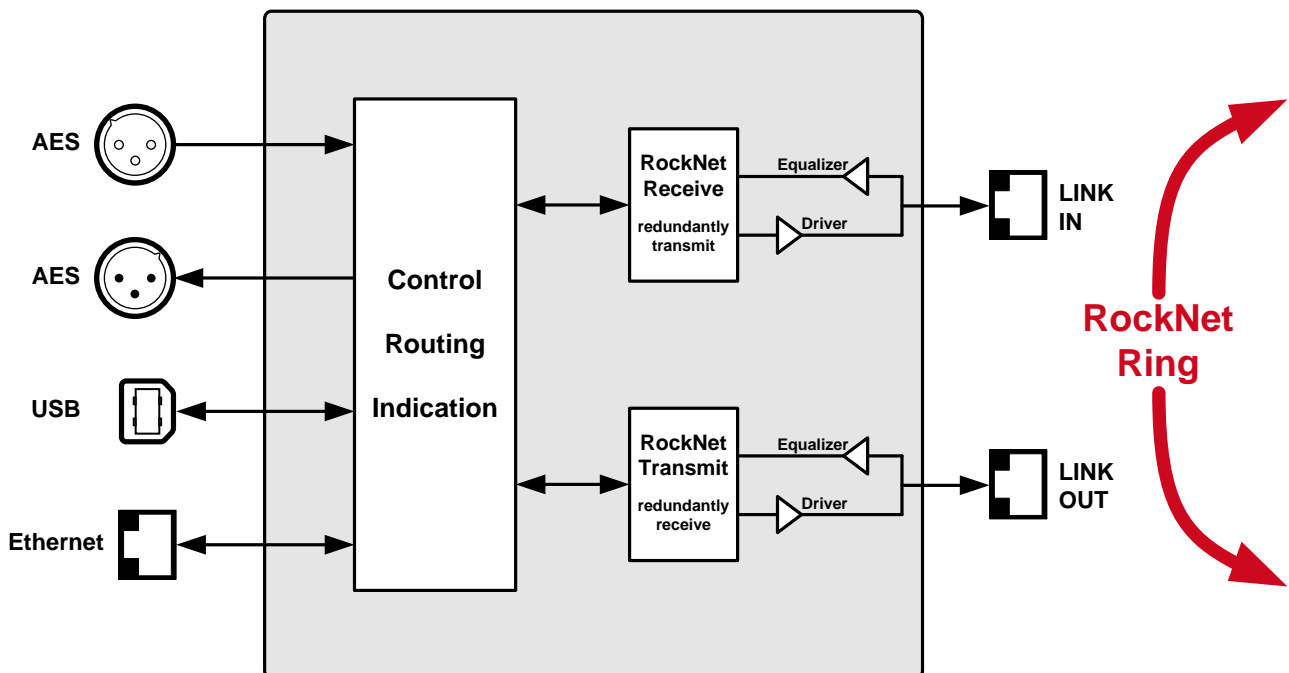 AES
AES
USB
Ethernet
Control
Routing
Indication
RockNet
Receive
redundantly
transmit
Equalizer
Driver
LINK
IN
RockNet
Transmit
redundantly
receive
Equalizer
Driver
LINK
OUT
RockNet
Ring